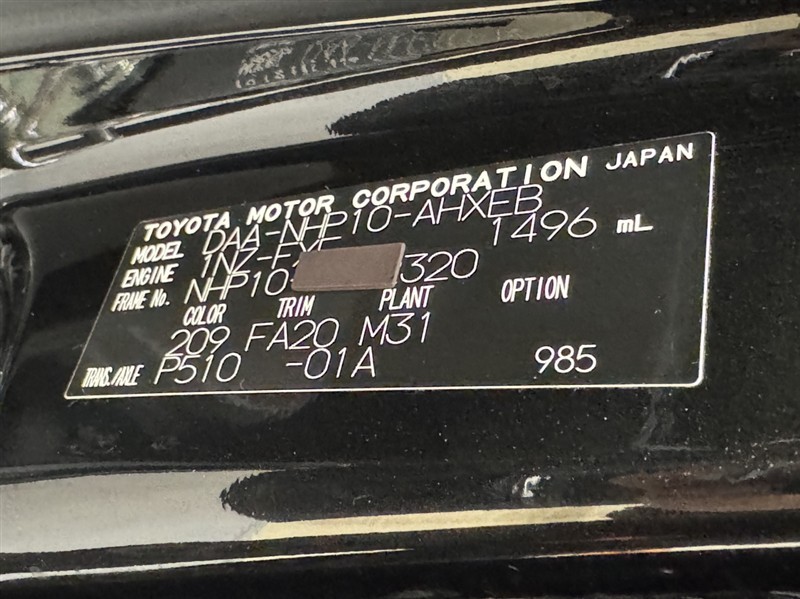 TOYOTA MOTOR CORPORATION JAPAN
MODEL DAA-NHP10-AHXEB
ENGINE 1NZ-FXE 1496 mL
FRAME No. NHP10- 320
COLOR TRIM PLANT OPTION
209 FA20 M31
TRANS./AXLE P510 -01A 985